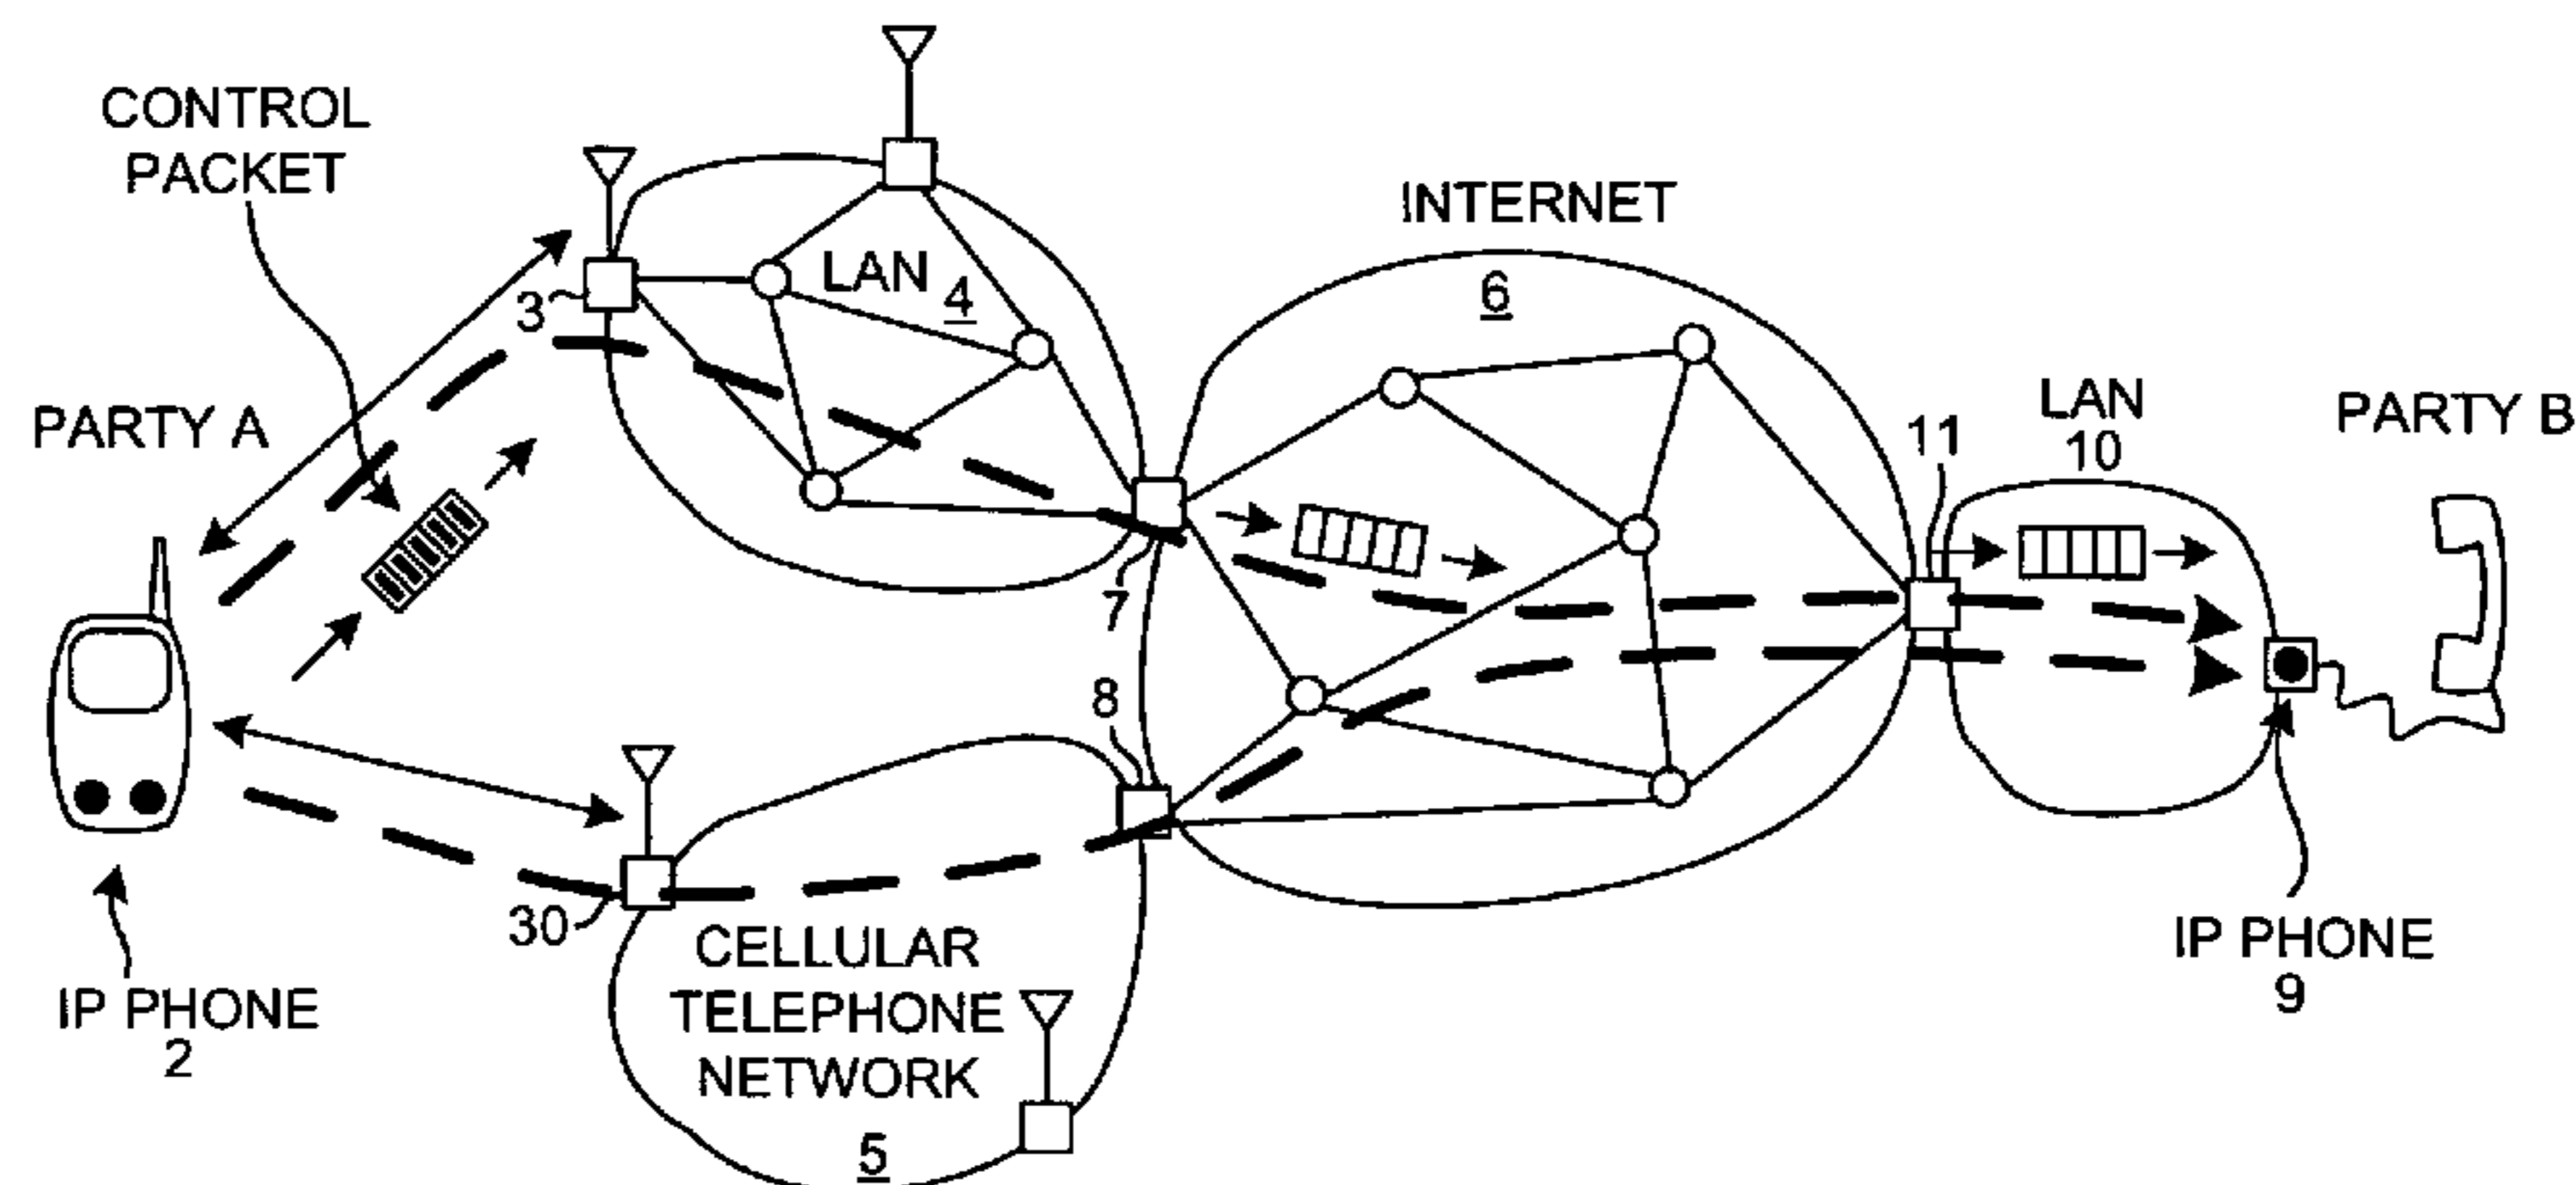 CONTROL
PACKET
PARTY A
IP PHONE
2
3
LAN
4
INTERNET
6
7
8
30
CELLULAR
TELEPHONE
NETWORK
5
11
LAN
10
PARTY B
IP PHONE
9